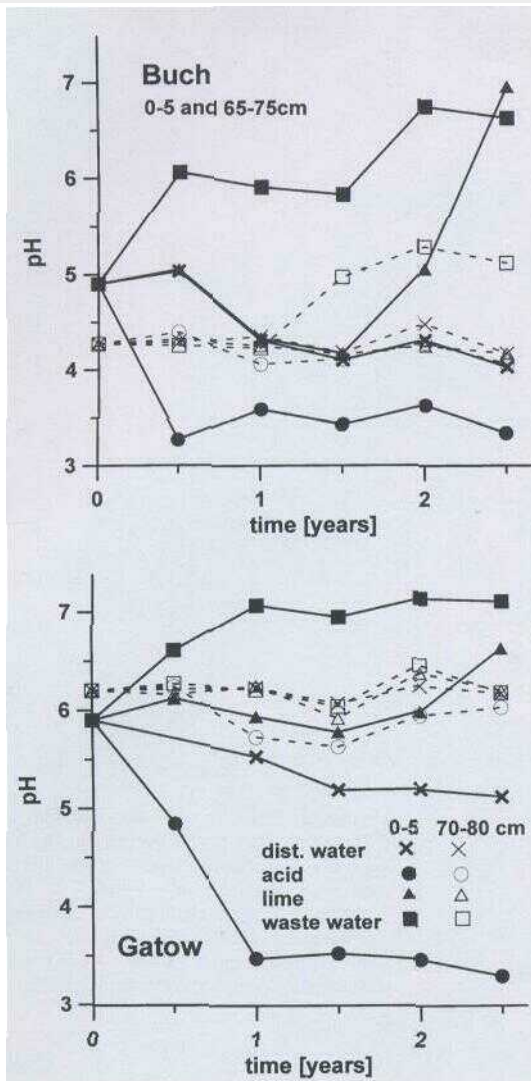 Buch
0-5 and 65-75cm
7
6
5
4
3
pH
0 1 2
time [years]
7
6
5
4
3
pH
0-5 70-80 cm
dist. water
acid
lime
waste water
Gatow
0 1 2
time [years]